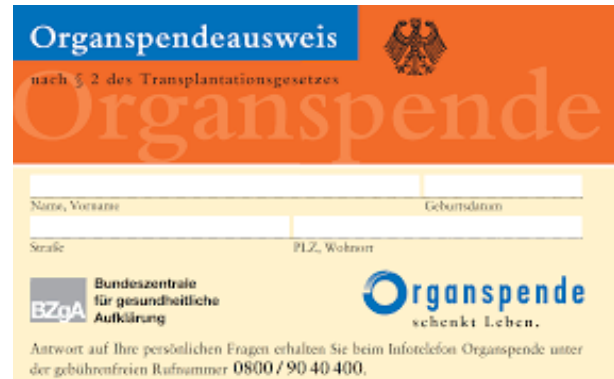 Organspendeausweis
nach § 2 des Transplantationsgesetzes
Organspende
Name, Vorname Geburtsdatum
Straße PLZ, Wohnort
BZgA
Bundeszentrale
für gesundheitliche
Aufklärung
Organspende
schenkt Leben.
Antwort auf Ihre persönlichen Fragen erhalten Sie beim Infotelefon Organspende unter
der gebührenfreien Rufnummer 0800 / 90 40 400.